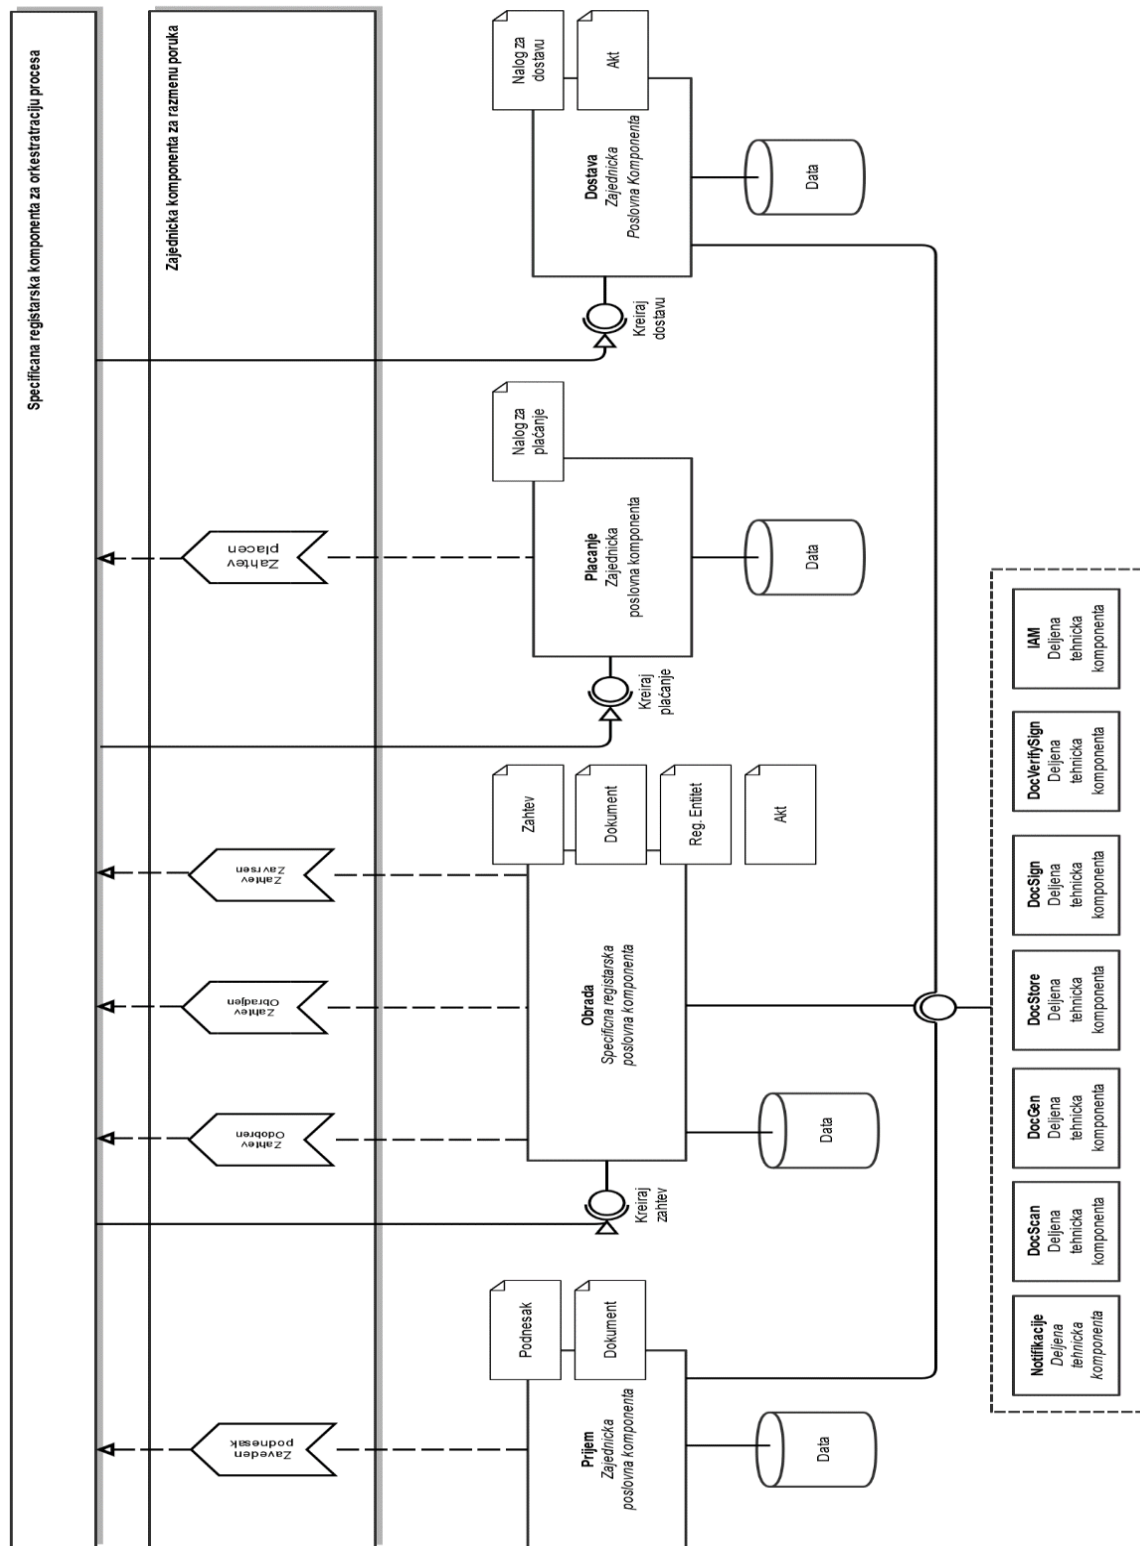 Specificana registarska komponenta za orkestratraciju procesa
Zajednicka komponenta za razmenu poruka
Zaveden
podnesak
Zahtev
Odobren
Zahtev
Obradjen
Zahtev
Zavrsen
Zahtev
placen
Podnesak
Dokument
Prijem
Zajednicka
poslovna komponenta
Data
Kreiraj
zahtev
Zahtev
Dokument
Reg. Entitet
Akt
Obrada
Specificna registarska
poslovna komponenta
Data
Kreiraj
plaćanje
Nalog za
plaćanje
Placanje
Zajednicka
poslovna komponenta
Data
Kreiraj
dostavu
Nalog za
dostavu
Akt
Dostava
Zajednicka
Poslovna Komponenta
Data
Notifikacije
Deljena
tehnicka
komponenta
DocScan
Deljena
tehnicka
komponenta
DocGen
Deljena
tehnicka
komponenta
DocStore
Deljena
tehnicka
komponenta
DocSign
Deljena
tehnicka
komponenta
DocVerifySign
Deljena
tehnicka
komponenta
IAM
Deljena
tehnicka
komponenta